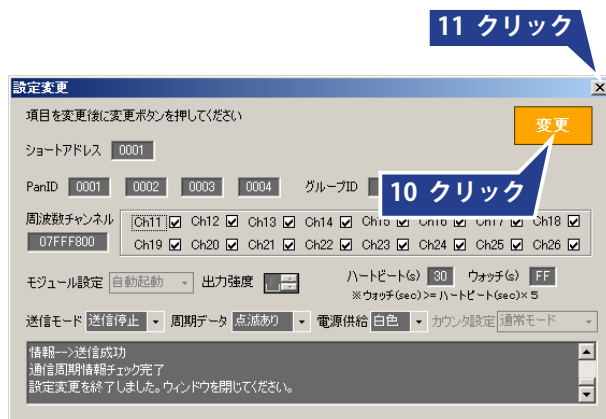 11 クリック
設定変更
項目を変更後に変更ボタンを押してください
変更
ショートアドレス 0001
PanID 0001 0002 0003 0004 グループID
10 クリック
周波数チャンネル Ch11 Ch12 Ch13 Ch14 Ch15 Ch16 Ch17 Ch18
07FFF800 Ch19 Ch20 Ch21 Ch22 Ch23 Ch24 Ch25 Ch26
モジュール設定 自動起動 出力強度 ハートビート(s) 30 ウォッチ(s) FF
※ウォッチ(sec)>=ハートビート(sec)×5
送信モード 送信停止 周期データ 点滅あり 電源供給 白色 カウンタ設定 通常モード
情報-->送信成功
通信周期情報チェック完了
設定変更を終了しました。ウィンドウを閉じてください。